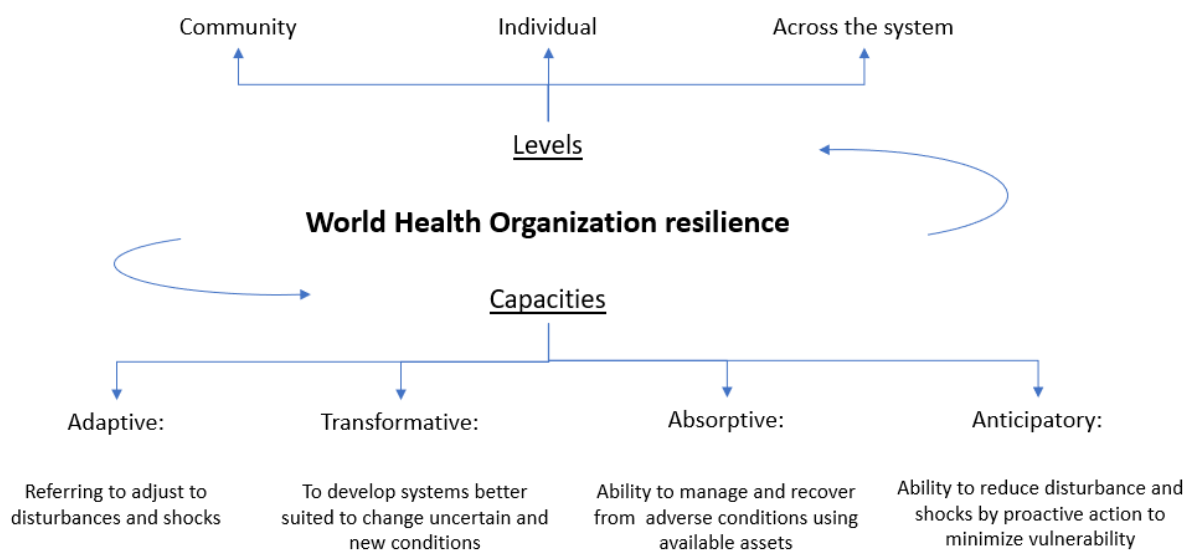 Community
Individual
Across the system
Levels
World Health Organization resilience
Capacities
Adaptive:
Transformative:
Absorptive:
Anticipatory:
Referring to adjust to
disturbances and shocks
To develop systems better
suited to change uncertain and
new conditions
Ability to manage and recover
from adverse conditions using
available assets
Ability to reduce disturbance and
shocks by proactive action to
minimize vulnerability